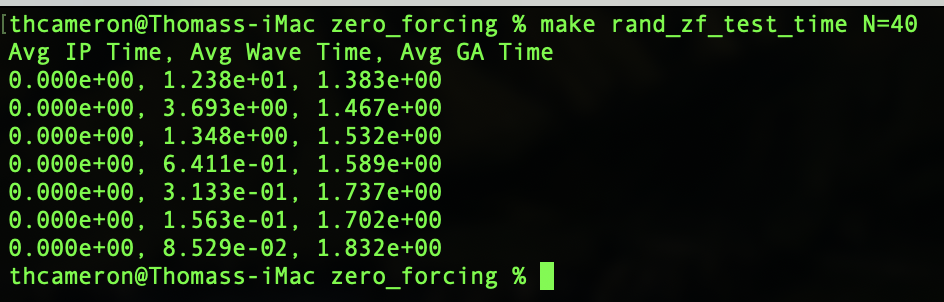 [thcameron@Thomass-iMac zero_forcing % make rand_zf_test_time N=40
Avg IP Time, Avg Wave Time, Avg GA Time
0.000e+00, 1.238e+01, 1.383e+00
0.000e+00, 3.693e+00, 1.467e+00
0.000e+00, 1.348e+00, 1.532e+00
0.000e+00, 6.411e-01, 1.589e+00
0.000e+00, 3.133e-01, 1.737e+00
0.000e+00, 1.563e-01, 1.702e+00
0.000e+00, 8.529e-02, 1.832e+00
thcameron@Thomass-iMac zero_forcing %